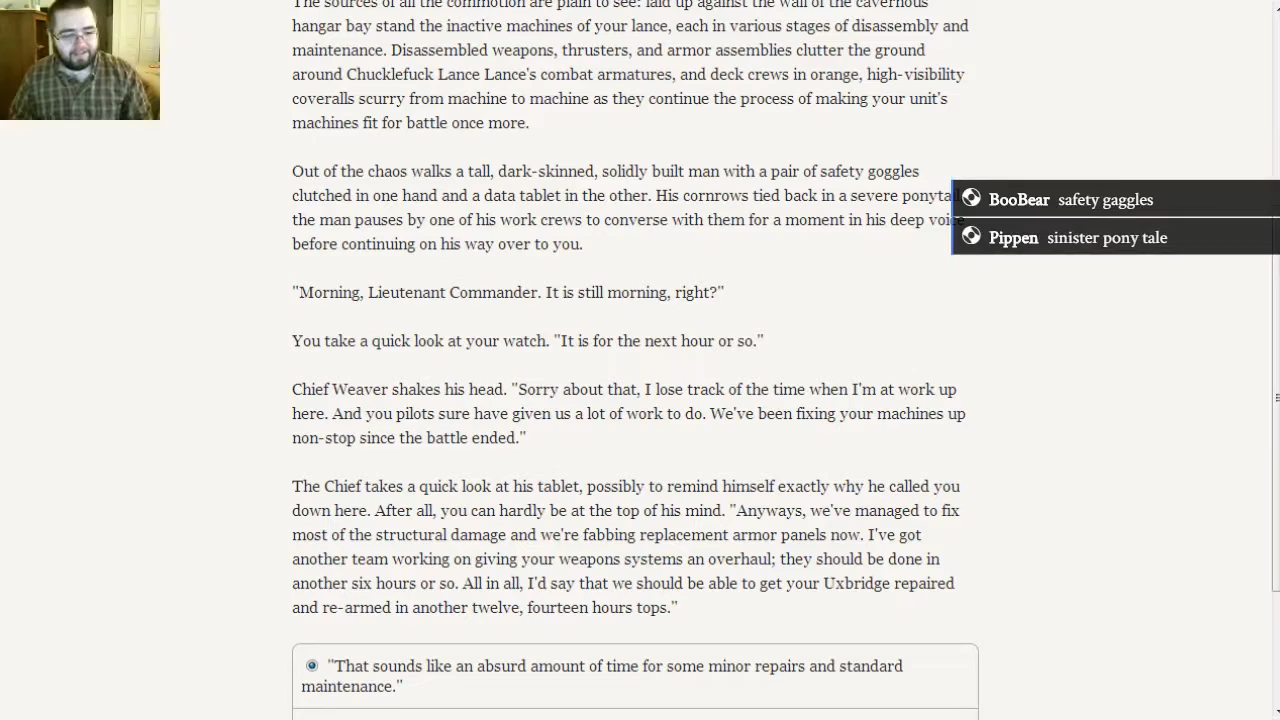 The sources of all the commotion are plain to see: laid up against the wall of the cavernous
hangar bay stand the inactive machines of your lance, each in various stages of disassembly and
maintenance. Disassembled weapons, thrusters, and armor assemblies clutter the ground
around Chucklefuck Lance Lance's combat armatures, and deck crews in orange, high-visibility
coveralls scurry from machine to machine as they continue the process of making your unit's
machines fit for battle once more.
Out of the chaos walks a tall, dark-skinned, solidly built man with a pair of safety goggles
clutched in one hand and a data tablet in the other. His cornrows tied back in a severe ponytail
the man pauses by one of his work crews to converse with them for a moment in his deep voice
before continuing on his way over to you.
BooBear safety gaggles
Pippen sinister pony tale
"Morning, Lieutenant Commander. It is still morning, right?"
You take a quick look at your watch. "It is for the next hour or so."
Chief Weaver shakes his head. "Sorry about that, I lose track of the time when I'm at work up
here. And you pilots sure have given us a lot of work to do. We've been fixing your machines up
non-stop since the battle ended."
The Chief takes a quick look at his tablet, possibly to remind himself exactly why he called you
down here. After all, you can hardly be at the top of his mind. "Anyways, we've managed to fix
most of the structural damage and we're fabbing replacement armor panels now. I've got
another team working on giving your weapons systems an overhaul; they should be done in
another six hours or so. All in all, I'd say that we should be able to get your Uxbridge repaired
and re-armed in another twelve, fourteen hours tops."
"That sounds like an absurd amount of time for some minor repairs and standard
maintenance."